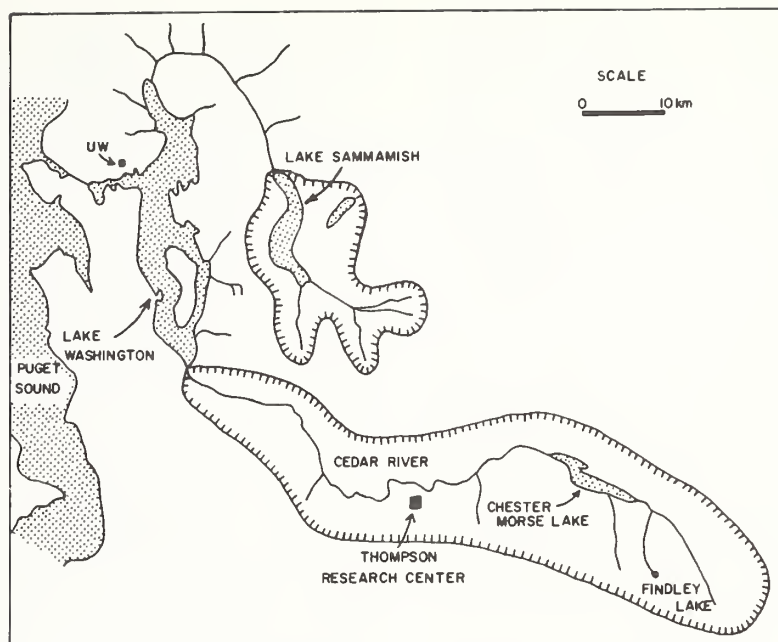 SCALE
0 10 km
UW
LAKE SAMMAMISH
LAKE
WASHINGTON
PUGET
SOUND
CEDAR RIVER
CHESTER
MORSE LAKE
THOMPSON
RESEARCH CENTER
FINDLEY
LAKE